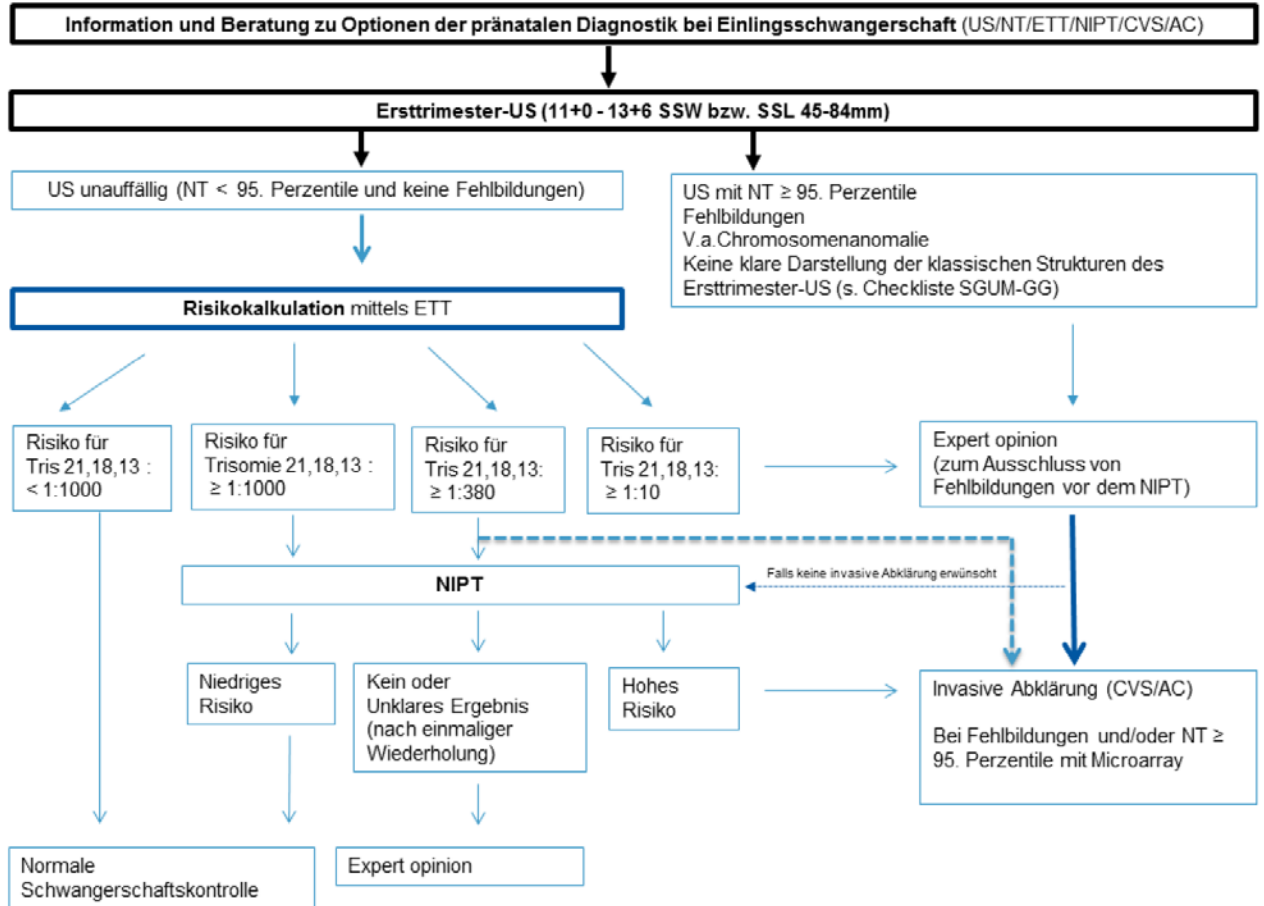 Information und Beratung zu Optionen der pränatalen Diagnostik bei Einlingsschwangerschaft (US/NT/ETT/NIPT/CVS/AC)
Ersttrimester-US (11+0 - 13+6 SSW bzw. SSL 45-84mm)
US unauffällig (NT < 95. Perzentile und keine Fehlbildungen)
US mit NT ≥ 95. Perzentile
Fehlbildungen
V.a.Chromosomenanomalie
Keine klare Darstellung der klassischen Strukturen des
Ersttrimester-US (s. Checkliste SGUM-GG)
Risikokalkulation mittels ETT
Risiko für
Tris 21,18,13 :
< 1:1000
Risiko für
Trisomie 21,18,13 :
≥ 1:1000
Risiko für
Tris 21,18,13:
≥ 1:380
Risiko für
Tris 21,18,13:
≥ 1:10
Expert opinion
(zum Ausschluss von
Fehlbildungen vor dem NIPT)
NIPT
Falls keine invasive Abklärung erwünscht
Niedriges
Risiko
Kein oder
Unklares Ergebnis
(nach einmaliger
Wiederholung)
Hohes
Risiko
Invasive Abklärung (CVS/AC)
Bei Fehlbildungen und/oder NT ≥
95. Perzentile mit Microarray
Normale
Schwangerschaftskontrolle
Expert opinion